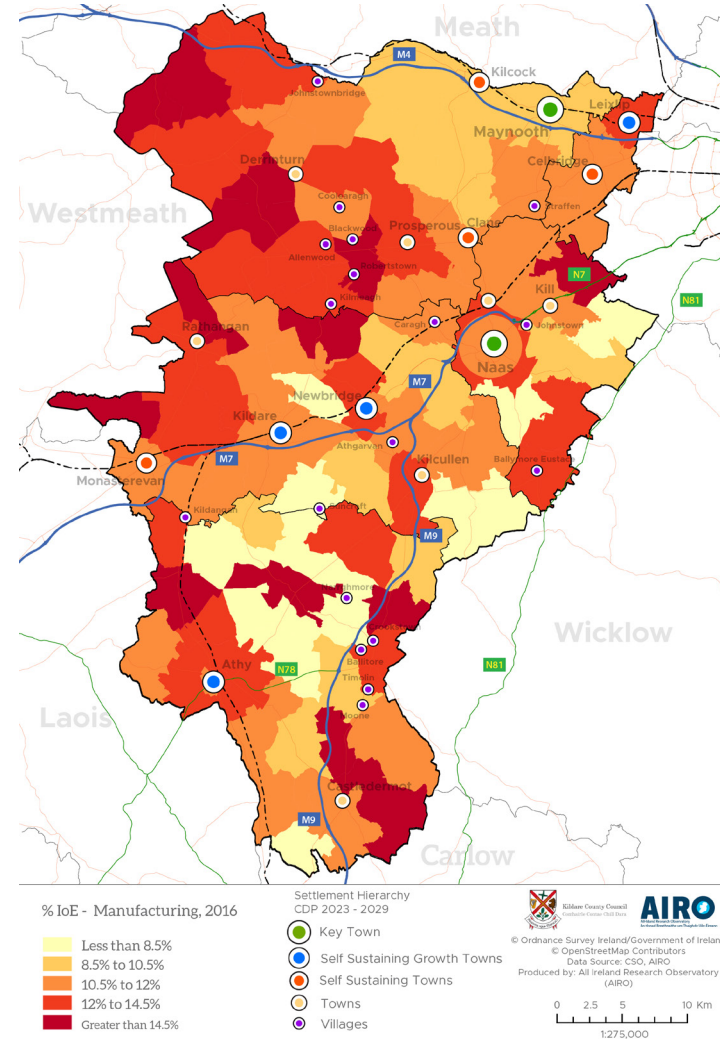 Meath
M4
Kilcock
Johnstownbridge
Leixlip
Maynooth
Derrinturn
Celbridge
Westmeath
Coolearagh
Straffen
Blackwood
Prosperous
Clane
Allenwood
Robertstown
N7
Kill
N81
Kilmeagh
Caragh
Johnstown
Rathangan
Naas
M7
Newbridge
Kildare
Athgarvan
M7
Kilcullen
Ballymore Eustace
Monasterevan
Kildangan
Suncroft
M9
Wicklow
Athy
N78
Ballitore
N81
Timolin
Laois
Moone
Castledermot
M9
Carlow
% IoE - Manufacturing, 2016
Less than 8.5%
8.5% to 10.5%
10.5% to 12%
12% to 14.5%
Greater than 14.5%
Settlement Hierarchy
CDP 2023 - 2029
Key Town
Self Sustaining Growth Towns
Self Sustaining Towns
Towns
Villages
Kildare County Council
Comhairle Contae Chill Dara
AIRO
© Ordnance Survey Ireland/Government of Irelan
© OpenStreetMap Contributors
Data Source: CSO, AIRO
Produced by: All Ireland Research Observatory
(AIRO)
0 2.5 5 10 Km
1:275,000